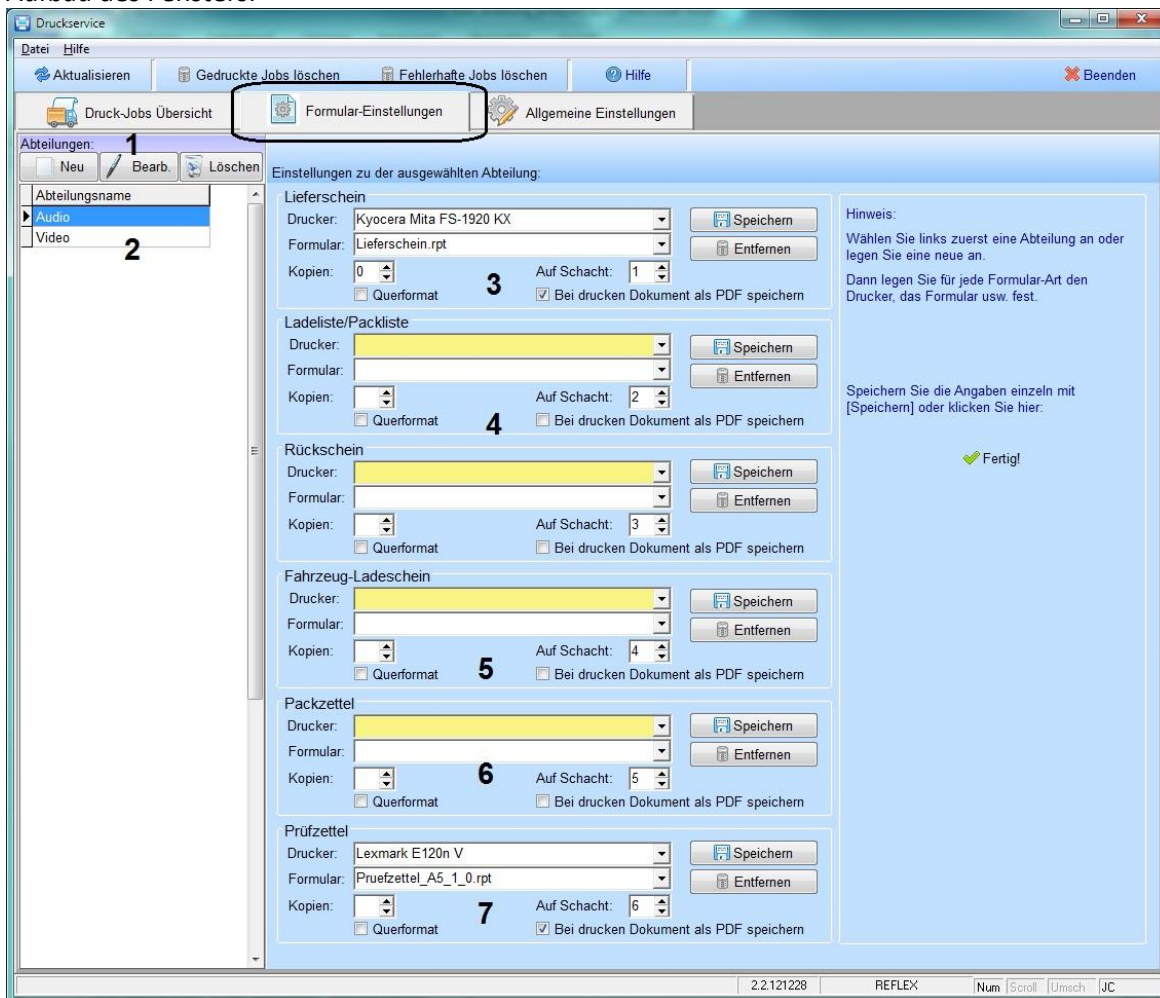 Druckservice
Datei Hilfe
Aktualisieren Gedruckte Jobs löschen Fehlerhafte Jobs löschen Hilfe Beenden
Druck-Jobs Übersicht Formular-Einstellungen Allgemeine Einstellungen
Abteilungen: 1
Neu Bearb. Löschen
Einstellungen zu der ausgewählten Abteilung:
Abteilungsname
Audio
Video
2
Lieferschein
Drucker: Kyocera Mita FS-1920 KX Speichern
Formular: Lieferschein.rpt Entfernen
Kopien: 0 3 Auf Schacht: 1
Querformat Bei drucken Dokument als PDF speichern
Ladeliste/Packliste
Drucker: Speichern
Formular: Entfernen
Kopien: Auf Schacht: 2
Querformat 4 Bei drucken Dokument als PDF speichern
Rückschein
Drucker: Speichern
Formular: Entfernen
Kopien: Auf Schacht: 3
Querformat Bei drucken Dokument als PDF speichern
Fahrzeug-Ladeschein
Drucker: Speichern
Formular: Entfernen
Kopien: Auf Schacht: 4
Querformat 5 Bei drucken Dokument als PDF speichern
Packzettel
Drucker: Speichern
Formular: Entfernen
Kopien: 6 Auf Schacht: 5
Querformat Bei drucken Dokument als PDF speichern
Prüfzettel
Drucker: Lexmark E120n V Speichern
Formular: Pruefzettel_A5_1_0.rpt Entfernen
Kopien: 7 Auf Schacht: 6
Querformat Bei drucken Dokument als PDF speichern
Hinweis:
Wählen Sie links zuerst eine Abteilung an oder
legen Sie eine neue an.
Dann legen Sie für jede Formular-Art den
Drucker, das Formular usw. fest.
Speichern Sie die Angaben einzeln mit
[Speichern] oder klicken Sie hier:
Fertig!
2.2.121228 REFLEX Num Scroll Umsch JC